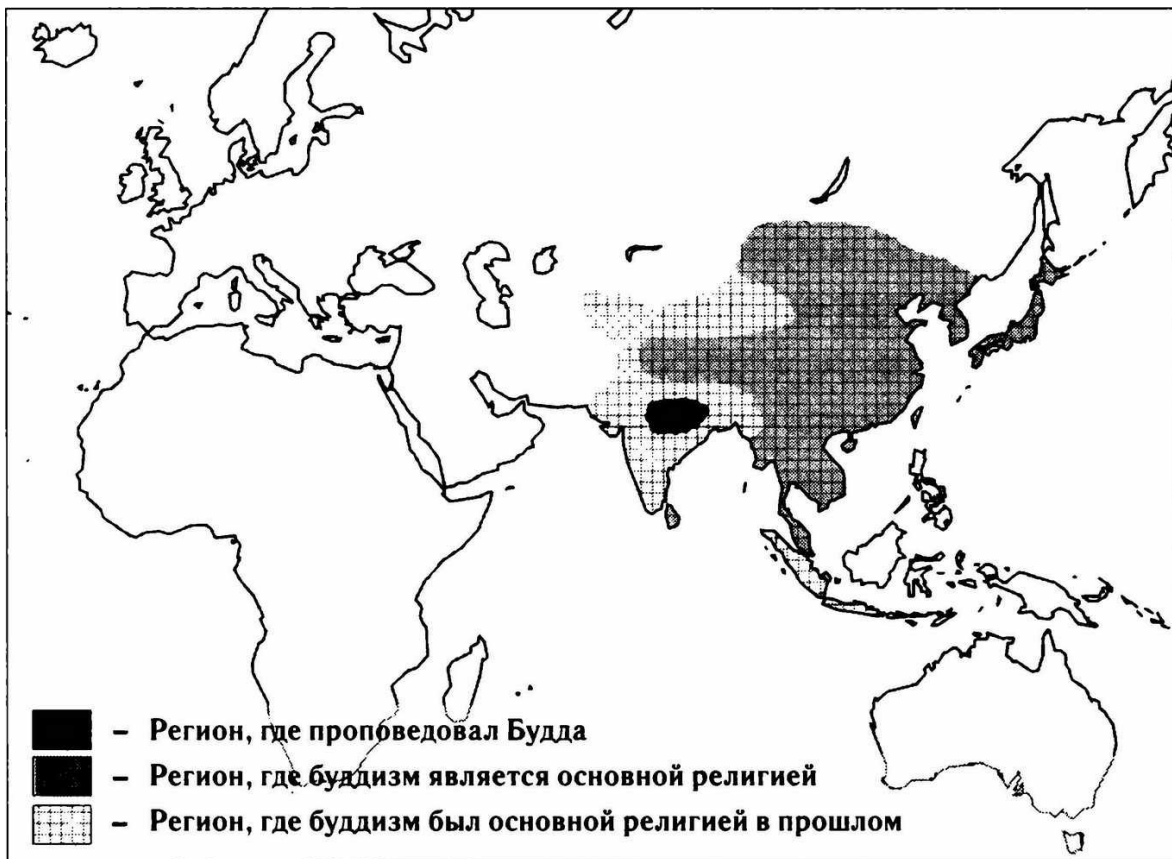 – Регион, где проповедовал Будда
– Регион, где буддизм является основной религией
– Регион, где буддизм был основной религией в прошлом